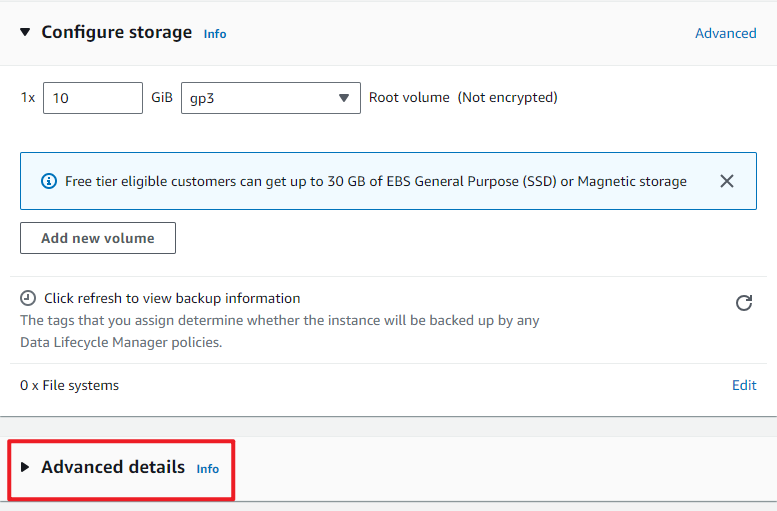 Configure storage Info Advanced
1x 10 GiB gp3 Root volume (Not encrypted)
Free tier eligible customers can get up to 30 GB of EBS General Purpose (SSD) or Magnetic storage
Add new volume
Click refresh to view backup information
The tags that you assign determine whether the instance will be backed up by any
Data Lifecycle Manager policies.
0 x File systems Edit
Advanced details Info